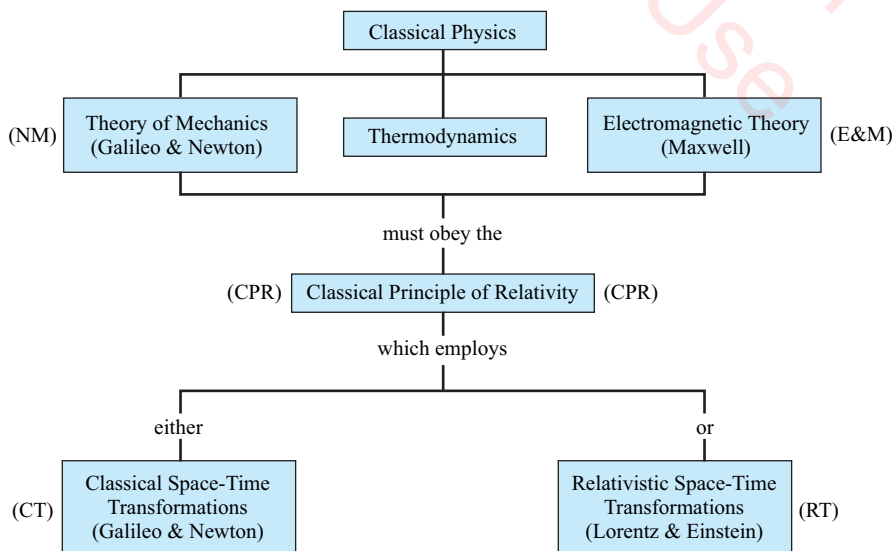 Classical Physics
(NM)
Theory of Mechanics
(Galileo & Newton)
Thermodynamics
Electromagnetic Theory
(Maxwell)
(E&M)
must obey the
(CPR)
Classical Principle of Relativity
(CPR)
which employs
either
or
(CT)
Classical Space-Time
Transformations
(Galileo & Newton)
Relativistic Space-Time
Transformations
(Lorentz & Einstein)
(RT)
Use